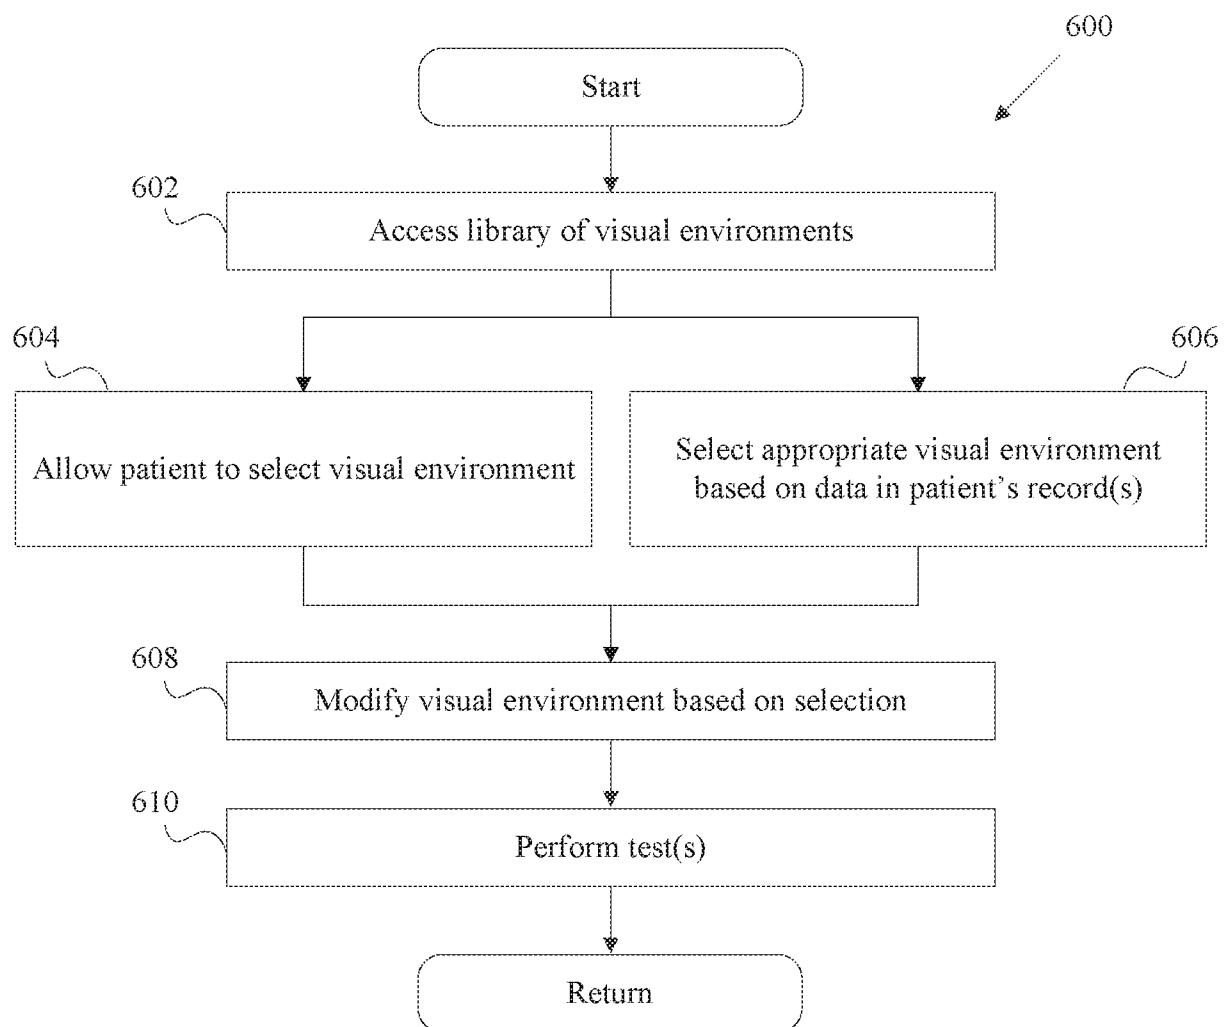 600
Start
602
Access library of visual environments
604
606
Allow patient to select visual environment
Select appropriate visual environment
based on data in patient’s record(s)
608
Modify visual environment based on selection
610
Perform test(s)
Return